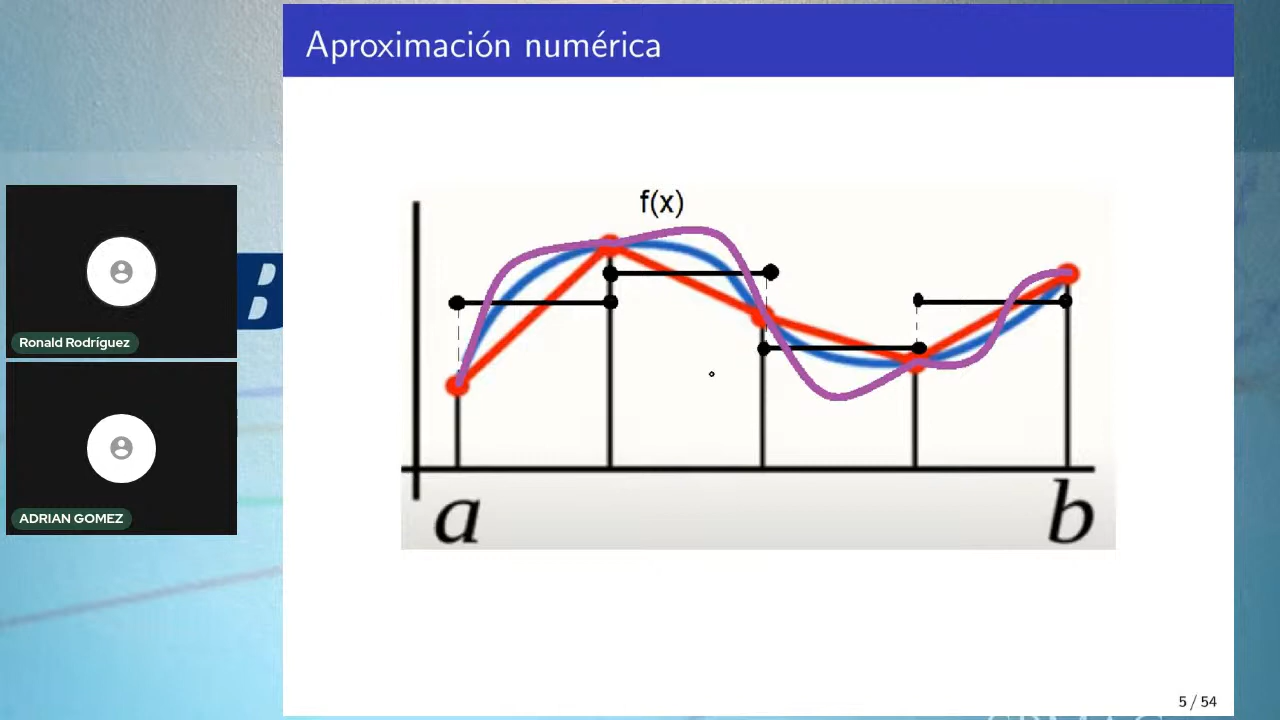 Aproximación numérica
f(x)
B
Ronald Rodríguez
ADRIAN GOMEZ
a
b
5 / 54